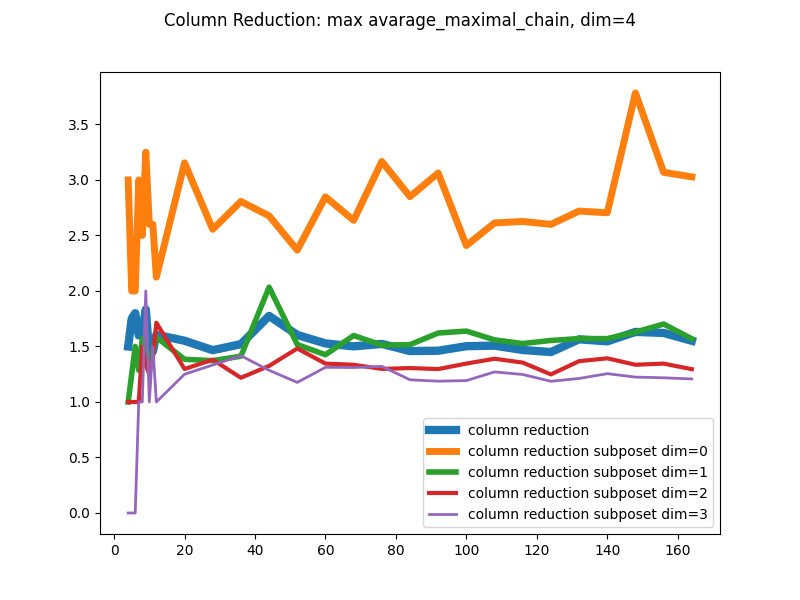 Column Reduction: max avarage_maximal_chain, dim=4
3.5
3.0
2.5
2.0
1.5
1.0
0.5
0.0
column reduction
column reduction subposet dim=0
column reduction subposet dim=1
column reduction subposet dim=2
column reduction subposet dim=3
0 20 40 60 80 100 120 140 160